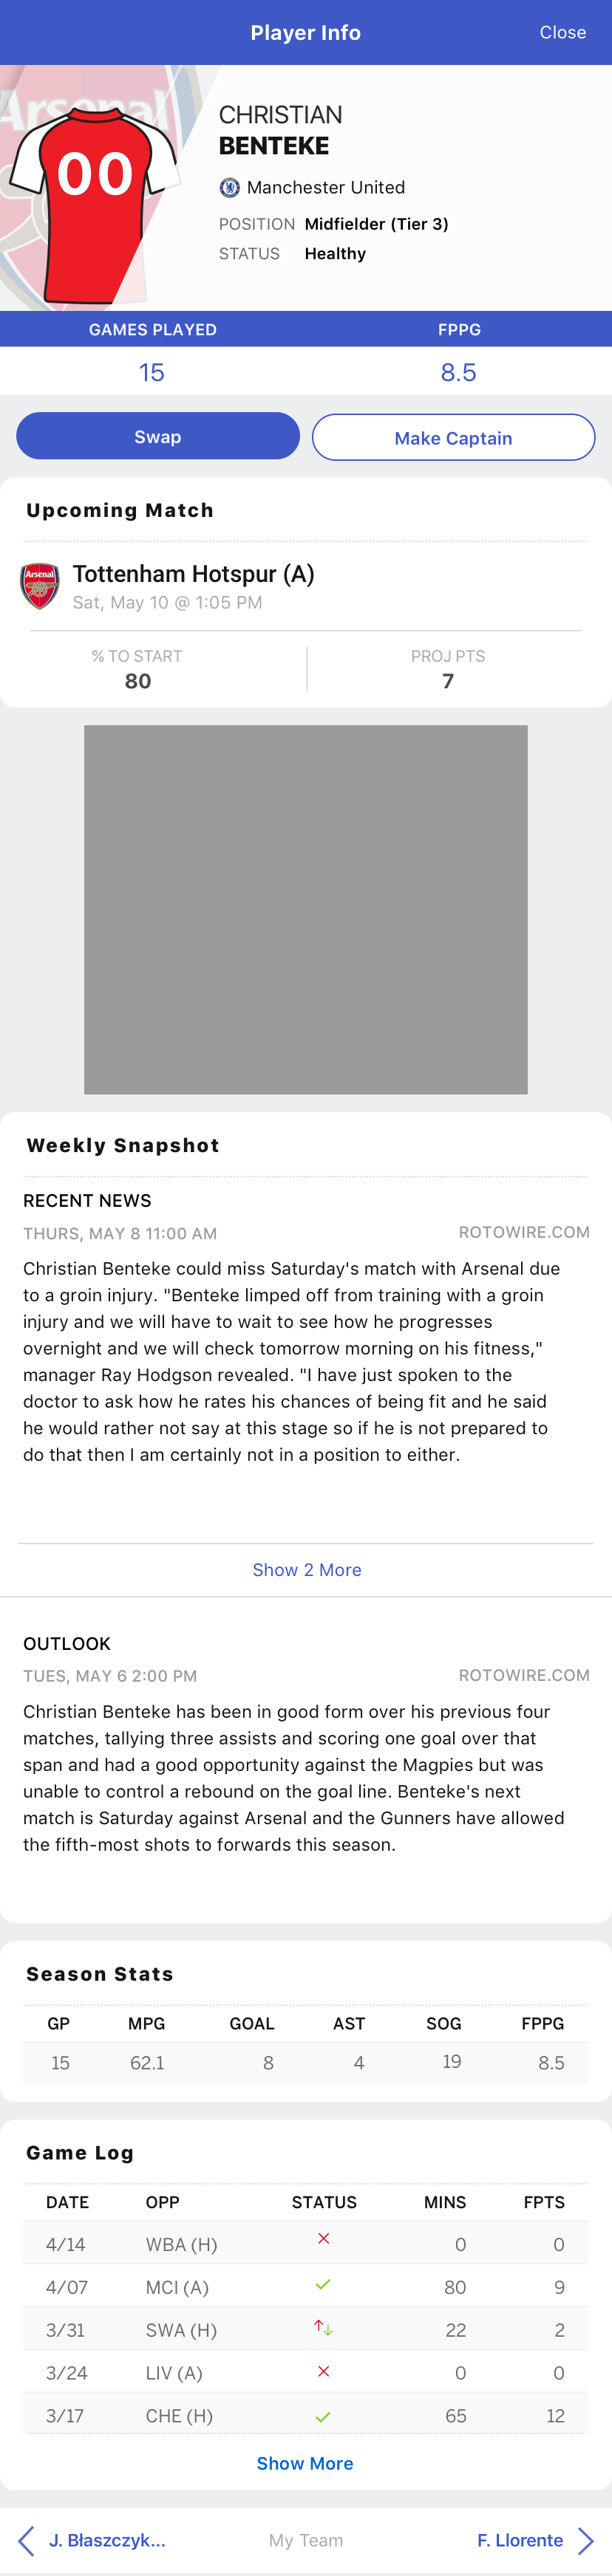 Player Info
Close
Arsenal
00
CHRISTIAN
BENTEKE
Manchester United
POSITION Midfielder (Tier 3)
STATUS Healthy
GAMES PLAYED FPPG
15 8.5
Swap Make Captain
Upcoming Match
Arsenal
Tottenham Hotspur (A)
Sat, May 10 @ 1:05 PM
% TO START PROJ PTS
80 7
Weekly Snapshot
RECENT NEWS
THURS, MAY 8 11:00 AM ROTOWIRE.COM
Christian Benteke could miss Saturday's match with Arsenal due
to a groin injury. "Benteke limped off from training with a groin
injury and we will have to wait to see how he progresses
overnight and we will check tomorrow morning on his fitness,"
manager Ray Hodgson revealed. "I have just spoken to the
doctor to ask how he rates his chances of being fit and he said
he would rather not say at this stage so if he is not prepared to
do that then I am certainly not in a position to either.
Show 2 More
OUTLOOK
TUES, MAY 6 2:00 PM ROTOWIRE.COM
Christian Benteke has been in good form over his previous four
matches, tallying three assists and scoring one goal over that
span and had a good opportunity against the Magpies but was
unable to control a rebound on the goal line. Benteke's next
match is Saturday against Arsenal and the Gunners have allowed
the fifth-most shots to forwards this season.
Season Stats
GP MPG GOAL AST SOG FPPG
15 62.1 8 4 19 8.5
Game Log
DATE OPP STATUS MINS FPTS
4/14 WBA (H) 0 0
4/07 MCI (A) 80 9
3/31 SWA (H) 22 2
3/24 LIV (A) 0 0
3/17 CHE (H) 65 12
Show More
J. Błaszczyk... My Team F. Llorente